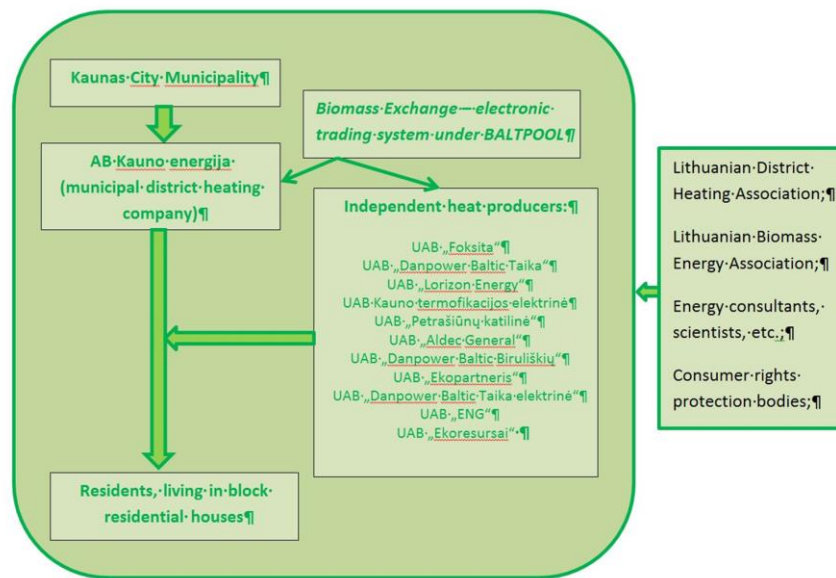 Kaunas·City·Municipality¶
Biomass·Exchange·–·electronic·
trading·system·under·BALTPOOL¶
AB·Kauno·energija·
(municipal·district·heating·
company)¶
Independent·heat·producers:¶
UAB·„Foksita“¶
UAB·„Danpower·Baltic·Taika“¶
UAB·„Lorizon·Energy“¶
UAB·Kauno·termofikacijos·elektrinė¶
UAB·„Petrašiūnų·katilinė¶
UAB·„Aldec·General“¶
UAB·„Danpower·Baltic·Biruliškių“¶
UAB·„Ekopartneris¶
UAB·„Danpower·Baltic·Taika·elektrinė“¶
UAB·„ENG“¶
UAB·„Ekoresursai“·¶
Residents,·living·in·block·
residential·houses¶
Lithuanian·District·
Heating·Association;¶
Lithuanian·Biomass·
Energy·Association;¶
Energy·consultants,·
scientists,·etc.;¶
Consumer·rights·
protection·bodies;¶